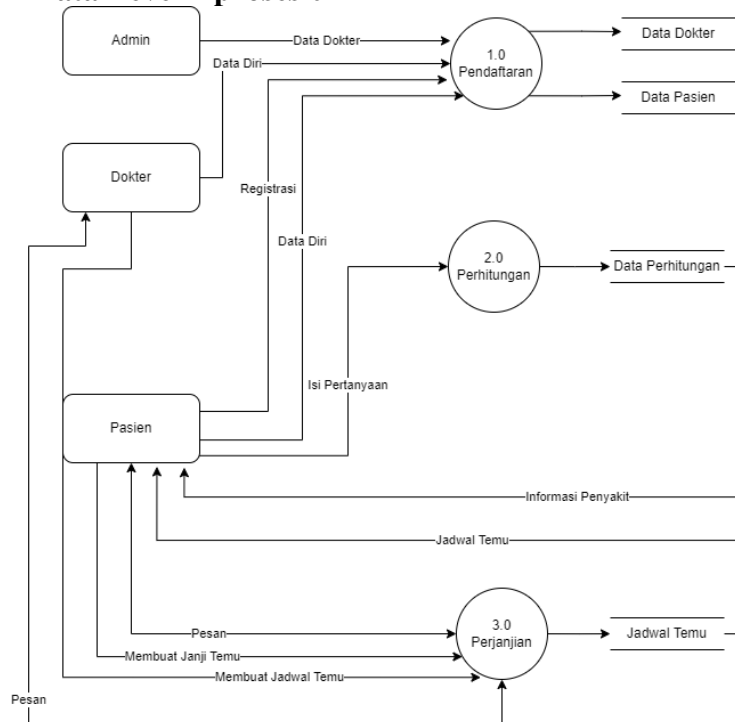 Admin
Data Dokter
1.0
Pendaftaran
Data Dokter
Data Diri
Data Pasien
Dokter
Registrasi
Data Diri
2.0
Perhitungan
Data Perhitungan
Isi Pertanyaan
Pasien
Informasi Penyakit
Jadwal Temu
3.0
Perjanjian
Jadwal Temu
Pesan
Membuat Janji Temu
Membuat Jadwal Temu
Pesan